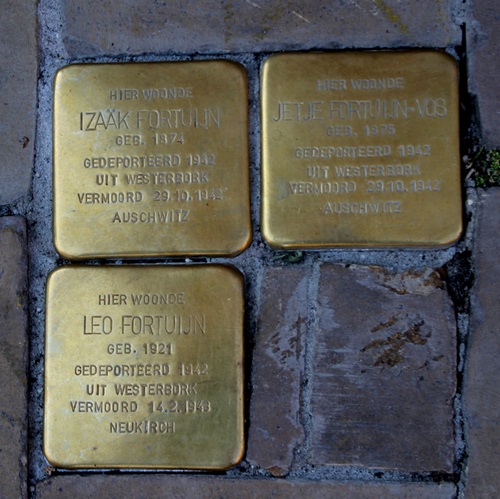 HIER WOONDE
IZAÄK FORTUIJN
GEB. 1874
GEDEPORTEERD 1942
UIT WESTERBORK
VERMOORD 29.10.1942
AUSCHWITZ
HIER WOONDE
JETJE FORTUIJN-VOS
GEB. 1875
GEDEPORTEERD 1942
UIT WESTERBORK
VERMOORD 29.10.1942
AUSCHWITZ
HIER WOONDE
LEO FORTUIJN
GEB. 1921
GEDEPORTEERD 1942
UIT WESTERBORK
VERMOORD 14.2.1943
NEUKIRCH